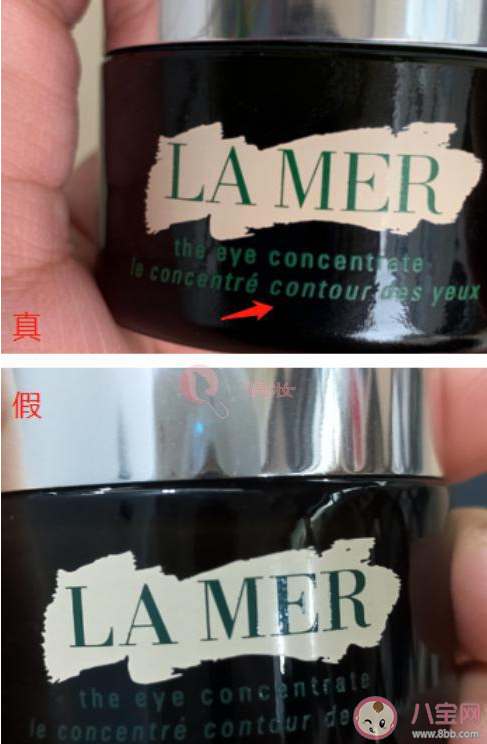 LA MER
the eye concentrate
le concentré contour des yeux
真
假
LA MER
the eye concentrate
le concentré contour de
八宝网
www.8bb.com